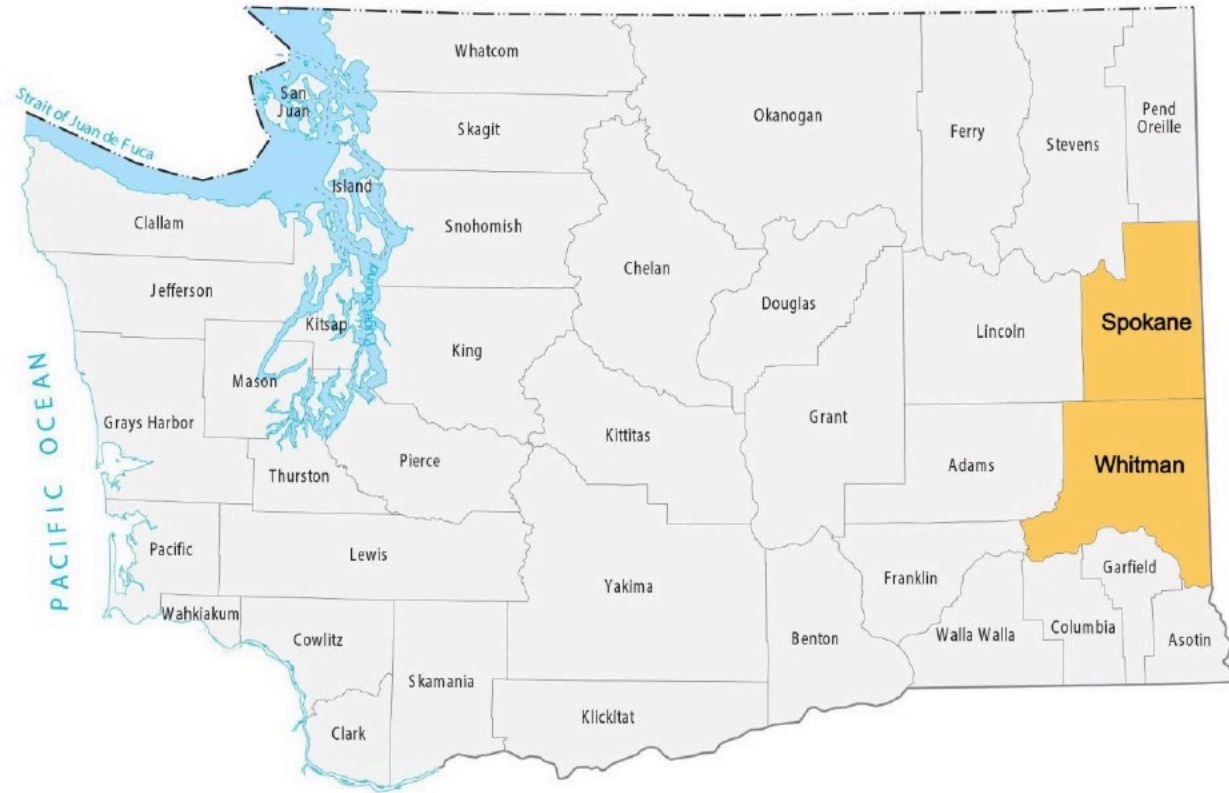 Whatcom
San
Juan
Skagit
Okanogan
Ferry
Stevens
Pend
Oreille
Strait of Juan de Fuca
Island
Clallam
Snohomish
Chelan
Douglas
Jefferson
Kitsap
Puget Sound
King
Lincoln
Spokane
Mason
Grays Harbor
Grant
Kittitas
Adams
Whitman
Pierce
Thurston
PACIFIC OCEAN
Pacific
Lewis
Yakima
Franklin
Garfield
Wahkiakum
Cowlitz
Benton
Walla Walla
Columbia
Asotin
Skamania
Klickitat
Clark